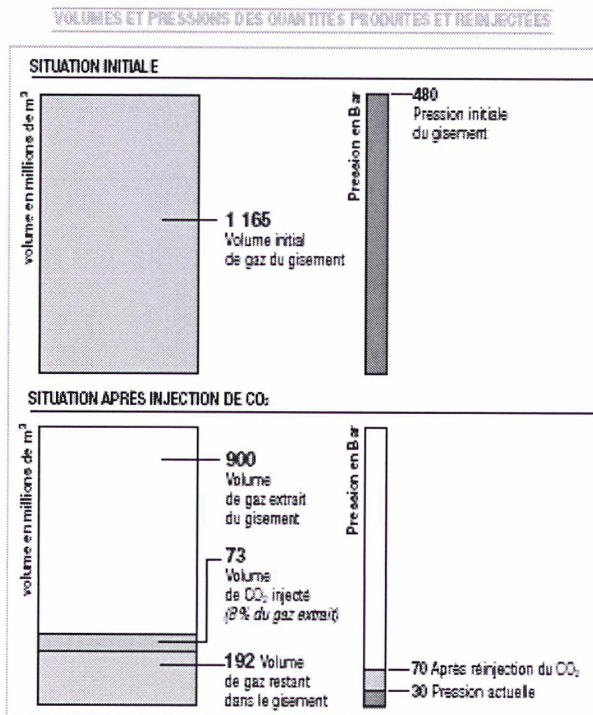 VOLUMES ET PRESSIONS DES QUANTITÉS PRODUITES ET RÉINJECTÉES
SITUATION INITIALE
volume en millions de m³
1 165
Volume initial
de gaz du gisement
Pression en Bar
480
Pression initiale
du gisement
SITUATION APRÈS INJECTION DE CO₂
volume en millions de m³
900
Volume
de gaz extrait
du gisement
73
Volume
de CO₂ injecté
(8% du gaz extrait)
192 Volume
de gaz restant
dans le gisement
Pression en Bar
70 Après réinjection du CO₂
30 Pression actuelle